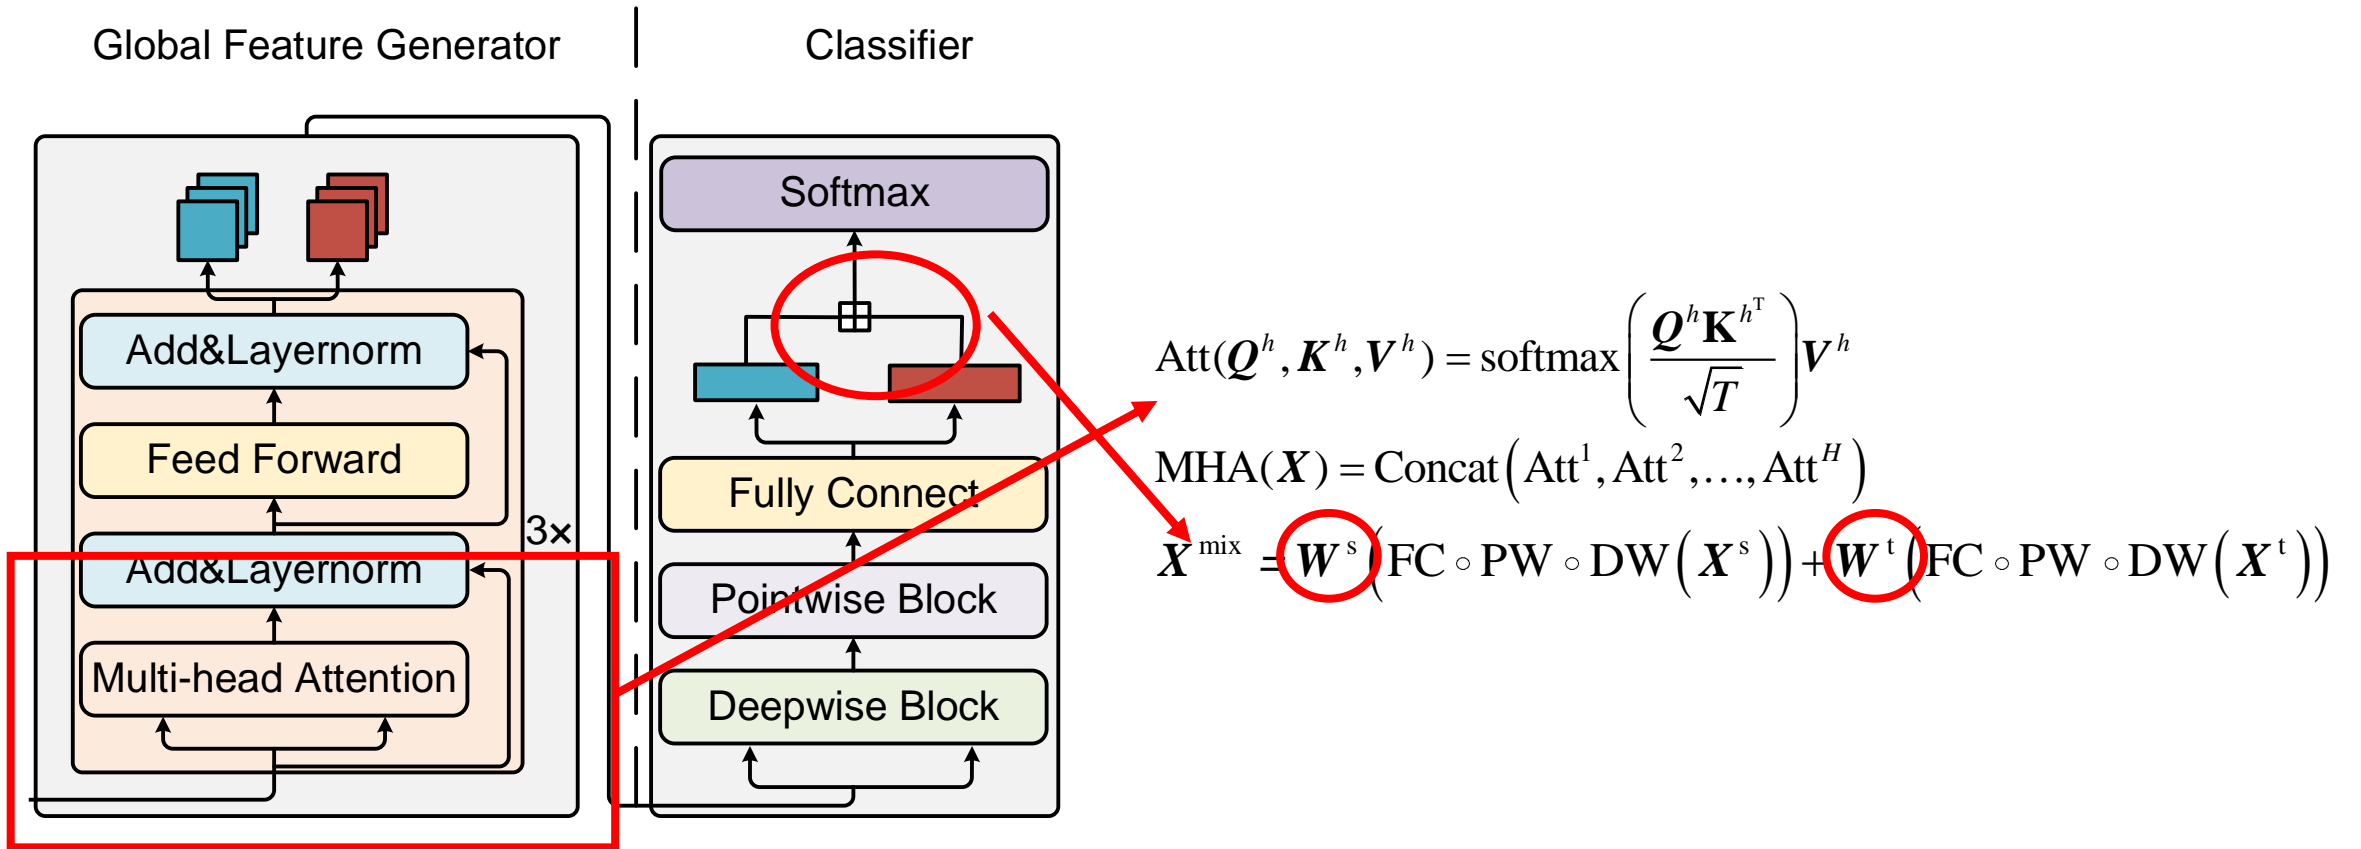 Global Feature Generator
Classifier
Add&Layernorm
Feed Forward
3×
Add&Layernorm
Multi-head Attention
Softmax
Fully Connect
Pointwise Block
Deepwise Block
Att(Q^h, K^h, V^h) = softmax(Q^h K^{h^T} / √T) V^h
MHA(X) = Concat(Att^1, Att^2, …, Att^H)
X^mix = W^s (FC ∘ PW ∘ DW(X^s)) + W^t (FC ∘ PW ∘ DW(X^t))